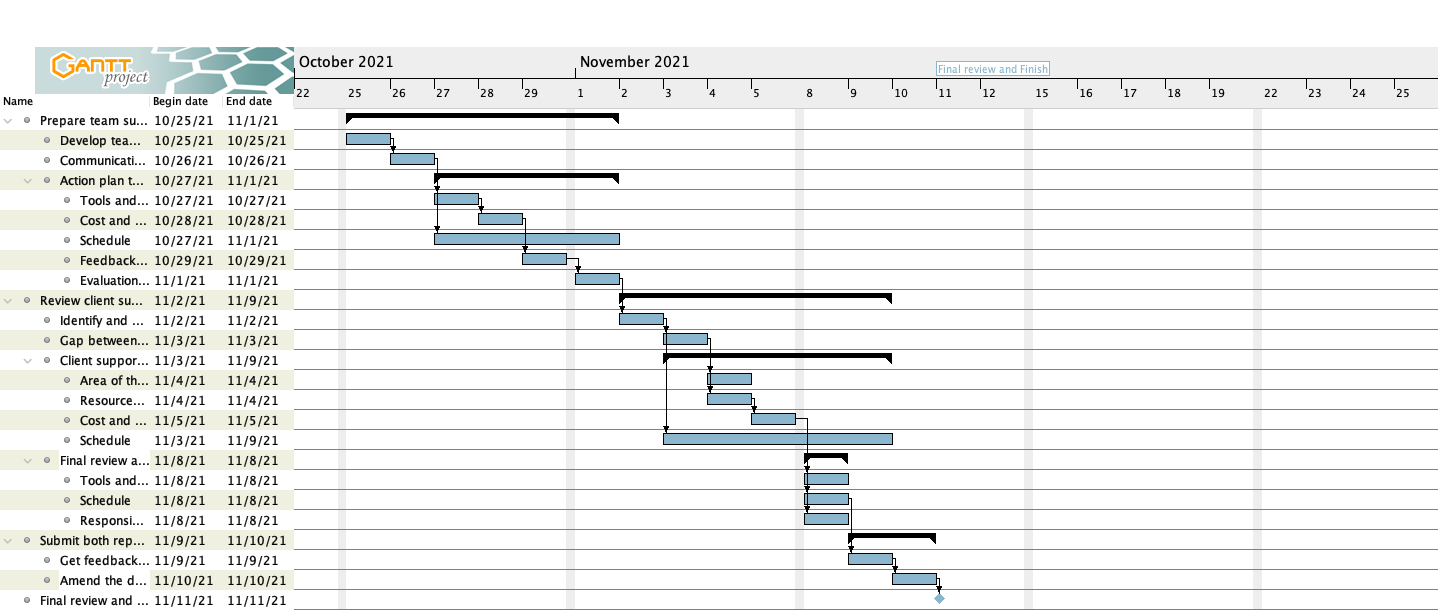 GANTT
project
October 2021
November 2021
Final review and Finish
22 25 26 27 28 29 1 2 3 4 5 8 9 10 11 12 15 16 17 18 19 22 23 24 25
Name Begin date End date
Prepare team su... 10/25/21 11/1/21
Develop tea... 10/25/21 10/25/21
Communicati... 10/26/21 10/26/21
Action plan t... 10/27/21 11/1/21
Tools and... 10/27/21 10/27/21
Cost and ... 10/28/21 10/28/21
Schedule 10/27/21 11/1/21
Feedback... 10/29/21 10/29/21
Evaluation... 11/1/21 11/1/21
Review client su... 11/2/21 11/9/21
Identify and ... 11/2/21 11/2/21
Gap between... 11/3/21 11/3/21
Client suppor... 11/3/21 11/9/21
Area of th... 11/4/21 11/4/21
Resource... 11/4/21 11/4/21
Cost and ... 11/5/21 11/5/21
Schedule 11/3/21 11/9/21
Final review a... 11/8/21 11/8/21
Tools and... 11/8/21 11/8/21
Schedule 11/8/21 11/8/21
Responsi... 11/8/21 11/8/21
Submit both rep... 11/9/21 11/10/21
Get feedback... 11/9/21 11/9/21
Amend the d... 11/10/21 11/10/21
Final review and ... 11/11/21 11/11/21